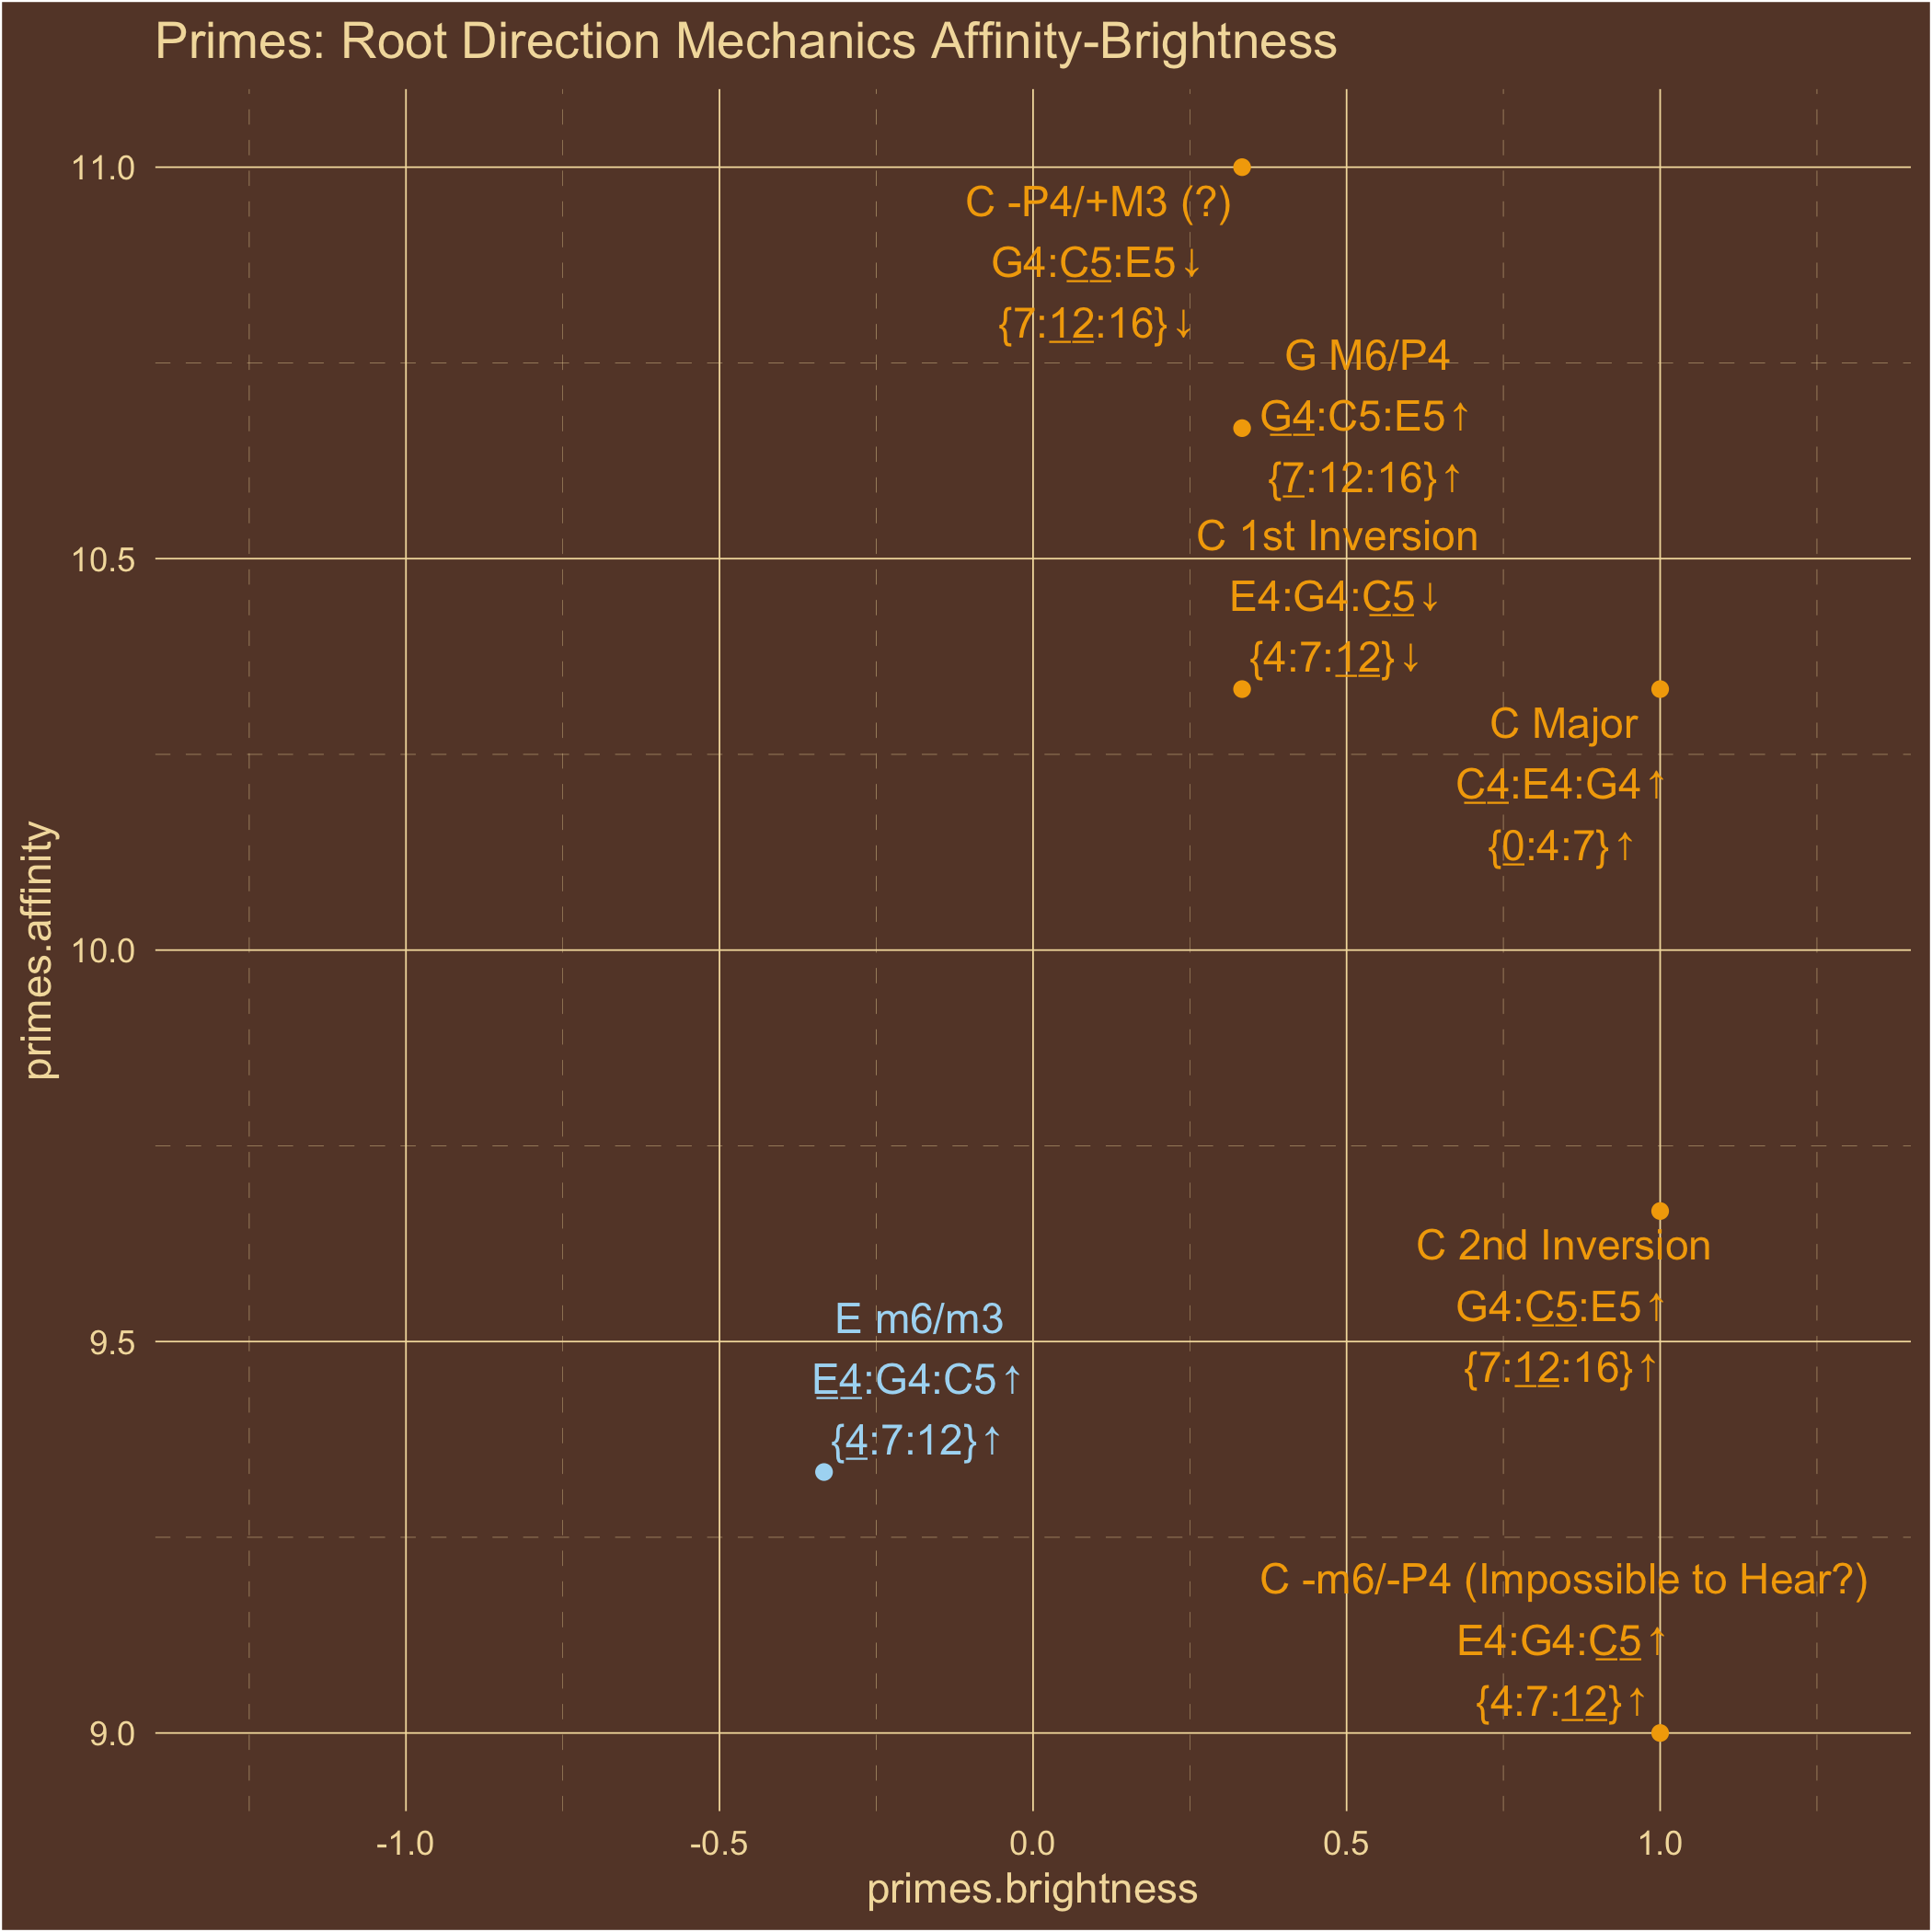 Primes: Root Direction Mechanics Affinity-Brightness
11.0
C -P4/+M3 (?)
G4:C5:E5↓
{7:12:16}↓
G M6/P4
G4:C5:E5↑
{7:12:16}↑
C 1st Inversion
10.5
E4:G4:C5↓
{4:7:12}↓
C Major
C4:E4:G4↑
{0:4:7}↑
primes.affinity
10.0
C 2nd Inversion
G4:C5:E5↑
{7:12:16}↑
E m6/m3
9.5
E4:G4:C5↑
{4:7:12}↑
C -m6/-P4 (Impossible to Hear?)
E4:G4:C5↑
{4:7:12}↑
9.0
-1.0
-0.5
0.0
0.5
1.0
primes.brightness